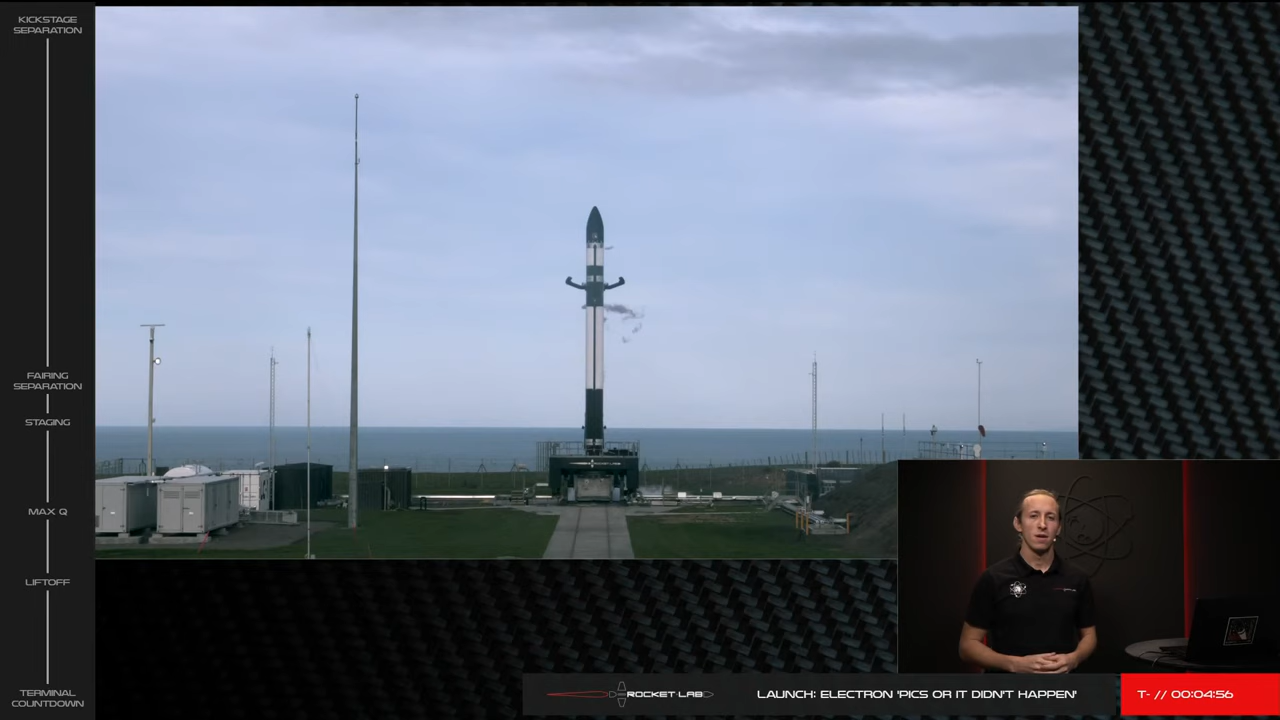 KICKSTAGE
SEPARATION
FAIRING
SEPARATION
STAGING
MAX Q
LIFTOFF
TERMINAL
COUNTDOWN
ROCKET LAB
LAUNCH: ELECTRON 'PICS OR IT DIDN'T HAPPEN'
T- // 00:04:56